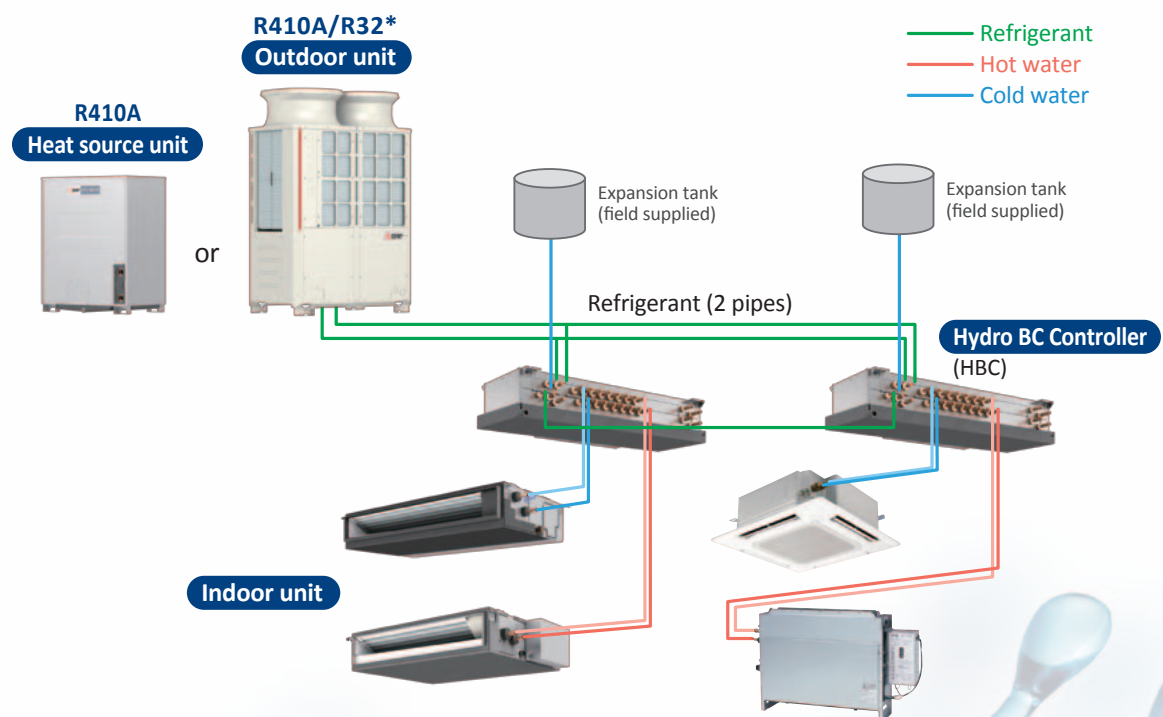 R410A/R32*
Outdoor unit
R410A
Heat source unit
or
Refrigerant
Hot water
Cold water
Expansion tank
(field supplied)
Expansion tank
(field supplied)
Refrigerant (2 pipes)
Hydro BC Controller
(HBC)
Indoor unit